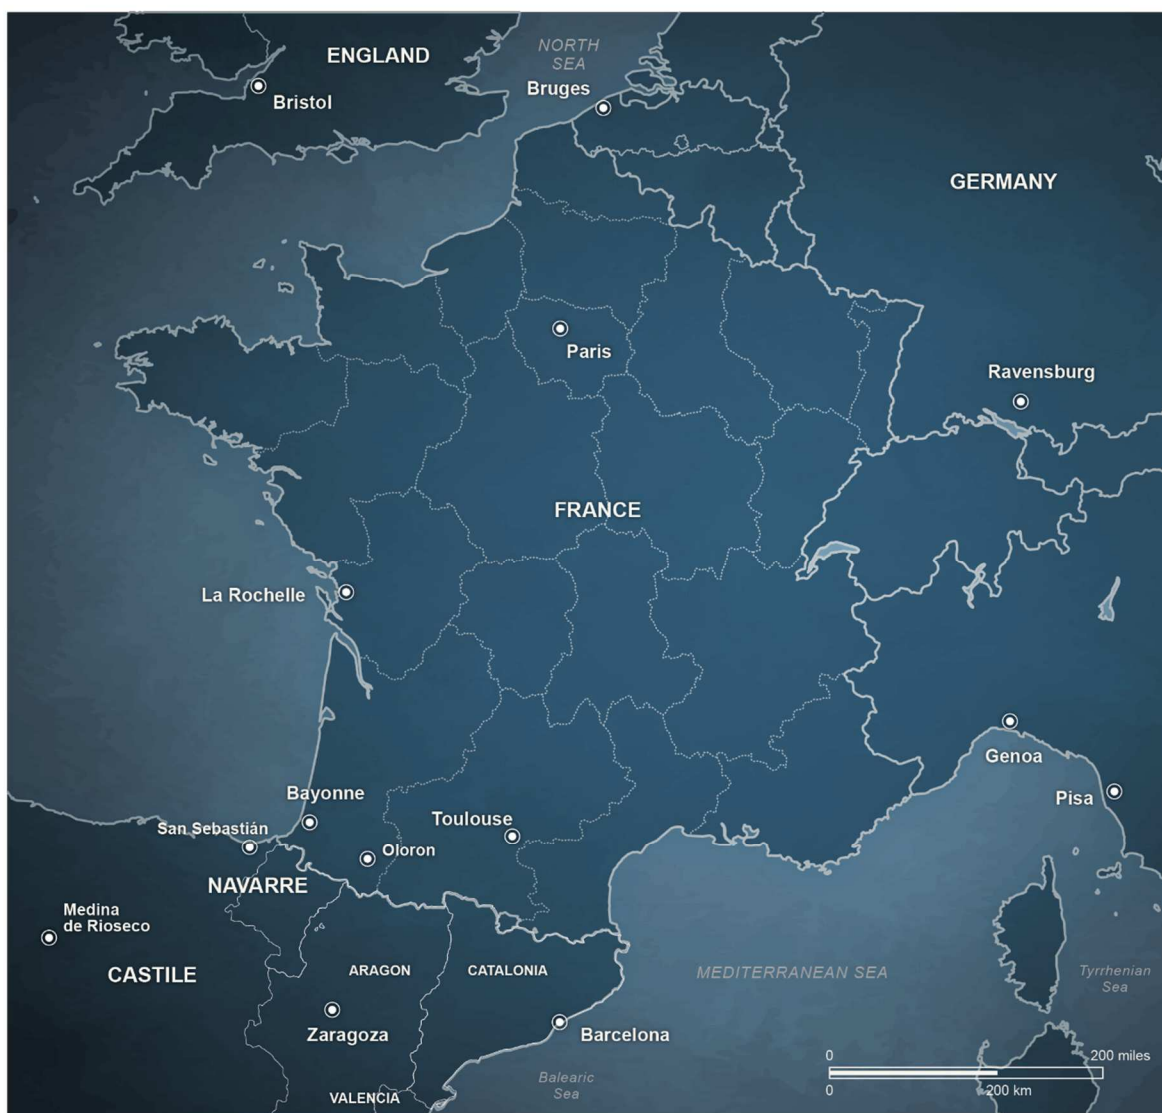 ENGLAND
NORTH
SEA
Bruges
Bristol
GERMANY
Paris
Ravensburg
FRANCE
La Rochelle
Genoa
Pisa
Bayonne
Toulouse
San Sebastián
Oloron
NAVARRE
Medina
de Rioseco
CASTILE
ARAGON
CATALONIA
MEDITERRANEAN SEA
Tyrrhenian
Sea
Zaragoza
Barcelona
0
200 miles
Balearic
Sea
0
200 km
VALENCIA